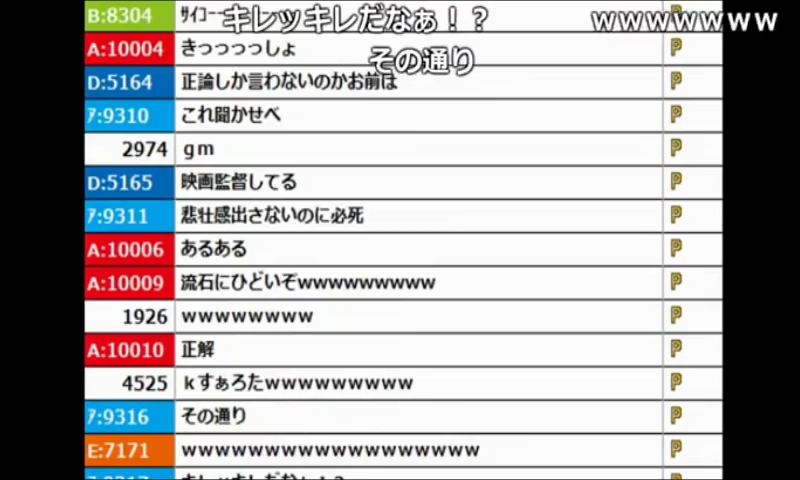 B:8304 ｻｲｺｰ
キレッキレだなぁ！？ wwwwwwww
A:10004 きっっっっしょ P
その通り
D:5164 正論しか言わないのかお前は P
ｱ:9310 これ聞かせべ P
2974 ｇｍ P
D:5165 映画監督してる P
ｱ:9311 悲壮感出さないのに必死 P
A:10006 あるある P
A:10009 流石にひどいぞwwwwwwwww P
1926 wwwwwwww P
A:10010 正解 P
4525 ｋすぁろたwwwwwwwww P
ｱ:9316 その通り P
E:7171 wwwwwwwwwwwwwwwwww P